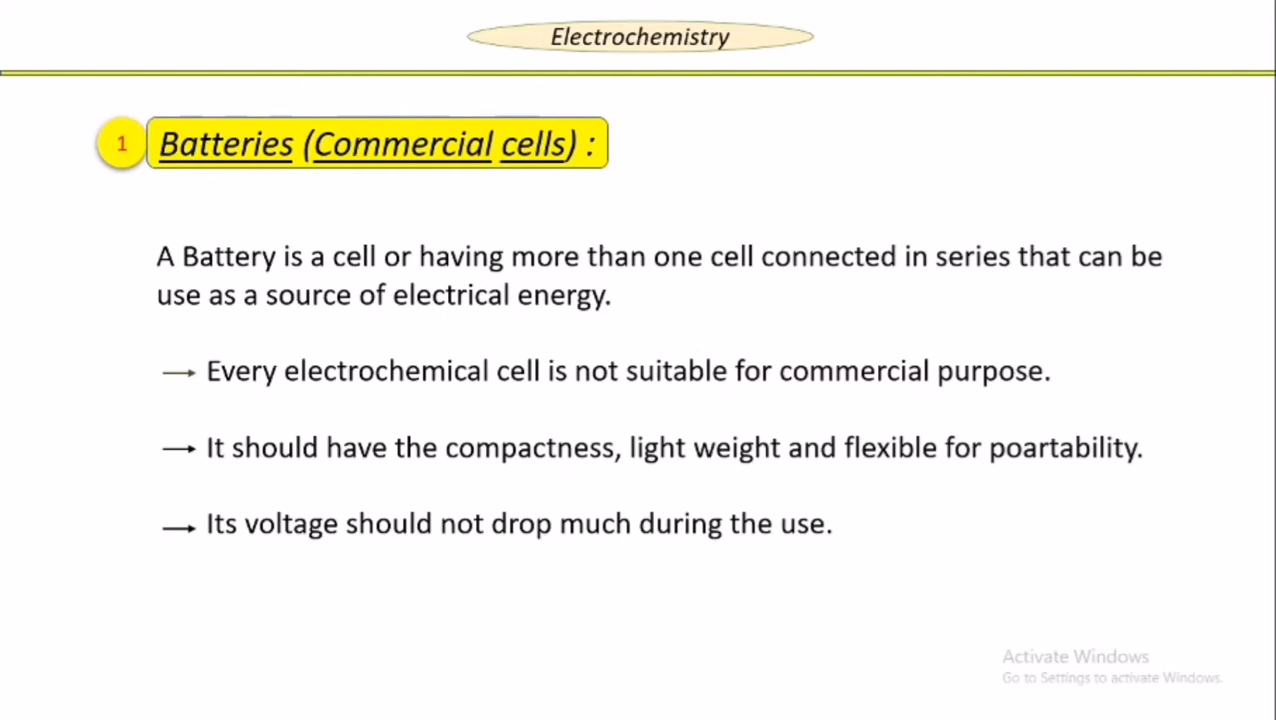 Electrochemistry
1
Batteries (Commercial cells) :
A Battery is a cell or having more than one cell connected in series that can be
use as a source of electrical energy.
→ Every electrochemical cell is not suitable for commercial purpose.
→ It should have the compactness, light weight and flexible for poartability.
→ Its voltage should not drop much during the use.
Activate Windows
Go to Settings to activate Windows.